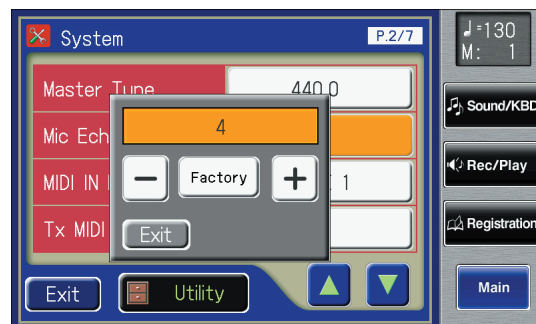 System
P.2/7
Master Tune
440.0
Mic Ech
MIDI IN
1
Tx MIDI
4
−
Factory
+
Exit
Exit
Utility
♩=130
M: 1
Sound/KBD
Rec/Play
Registration
Main